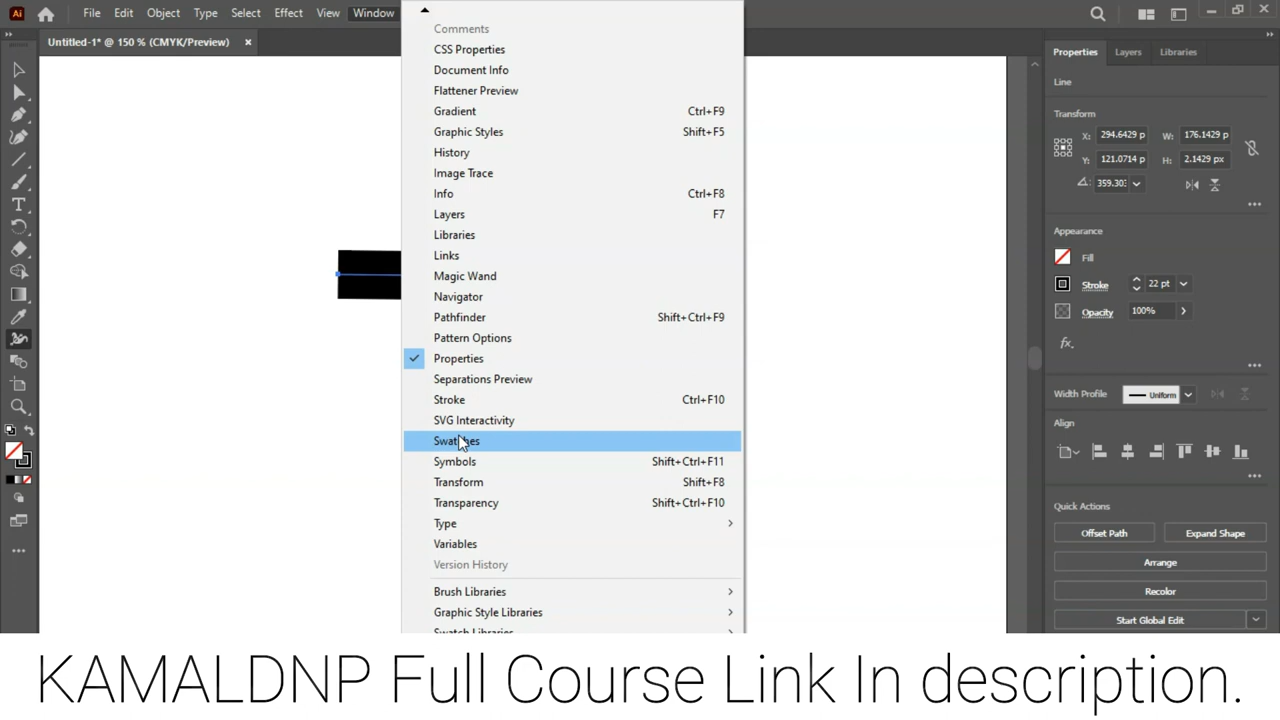 Ai File Edit Object Type Select Effect View Window
Untitled-1* @ 150 % (CMYK/Preview) ×
Comments
CSS Properties
Document Info
Flattener Preview
Gradient Ctrl+F9
Graphic Styles Shift+F5
History
Image Trace
Info Ctrl+F8
Layers F7
Libraries
Links
Magic Wand
Navigator
Pathfinder Shift+Ctrl+F9
Pattern Options
Properties
Separations Preview
Stroke Ctrl+F10
SVG Interactivity
Swatches
Symbols Shift+Ctrl+F11
Transform Shift+F8
Transparency Shift+Ctrl+F10
Type
Variables
Version History
Brush Libraries
Graphic Style Libraries
Swatch Libraries
Properties Layers Libraries
Line
Transform
X: 294.6429 p W: 176.1429 p
Y: 121.0714 p H: 2.1429 px
359.303
Appearance
Fill
Stroke 22 pt
Opacity 100%
fx.
Width Profile Uniform
Align
Quick Actions
Offset Path Expand Shape
Arrange
Recolor
Start Global Edit
KAMALDNP Full Course Link In description.